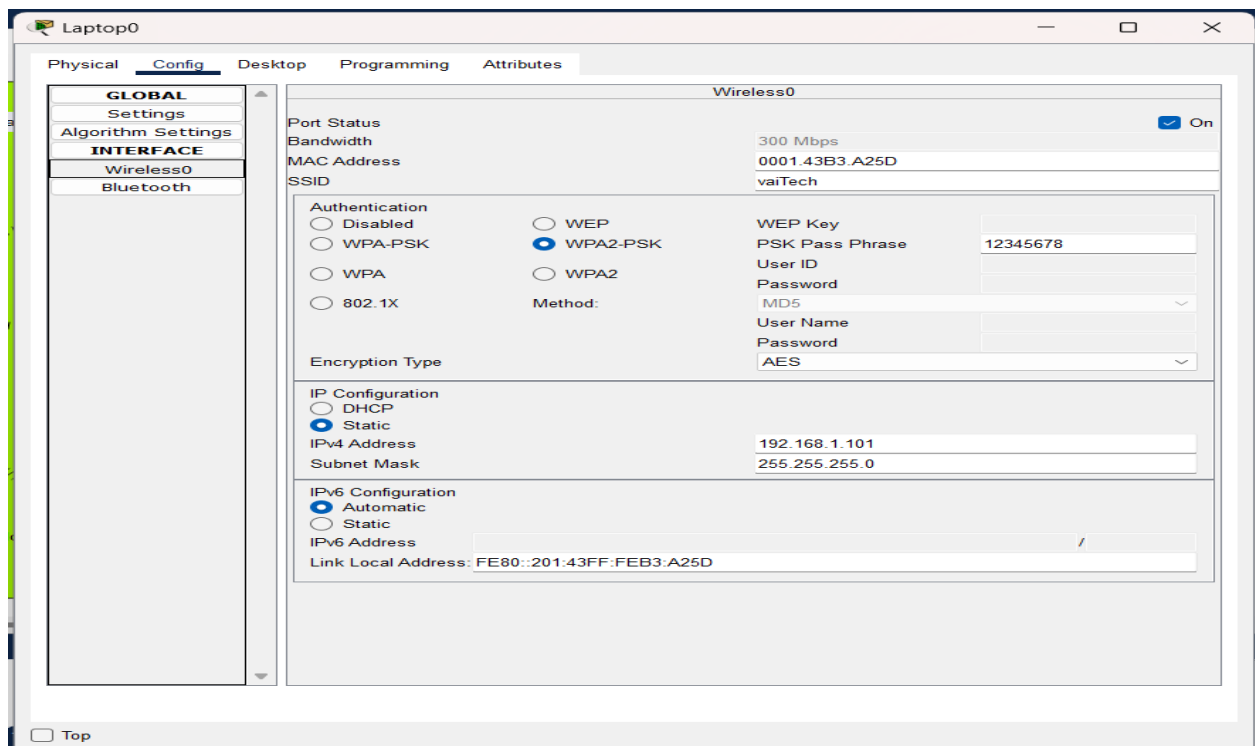 Laptop0
Physical Config Desktop Programming Attributes
GLOBAL
Settings
Algorithm Settings
INTERFACE
Wireless0
Bluetooth
Wireless0
Port Status On
Bandwidth 300 Mbps
MAC Address 0001.43B3.A25D
SSID vaiTech
Authentication
Disabled WEP WEP Key
WPA-PSK WPA2-PSK PSK Pass Phrase 12345678
User ID
WPA WPA2
Password
802.1X Method: MD5
User Name
Password
Encryption Type AES
IP Configuration
DHCP
Static
IPv4 Address 192.168.1.101
Subnet Mask 255.255.255.0
IPv6 Configuration
Automatic
Static
IPv6 Address /
Link Local Address: FE80::201:43FF:FEB3:A25D
Top